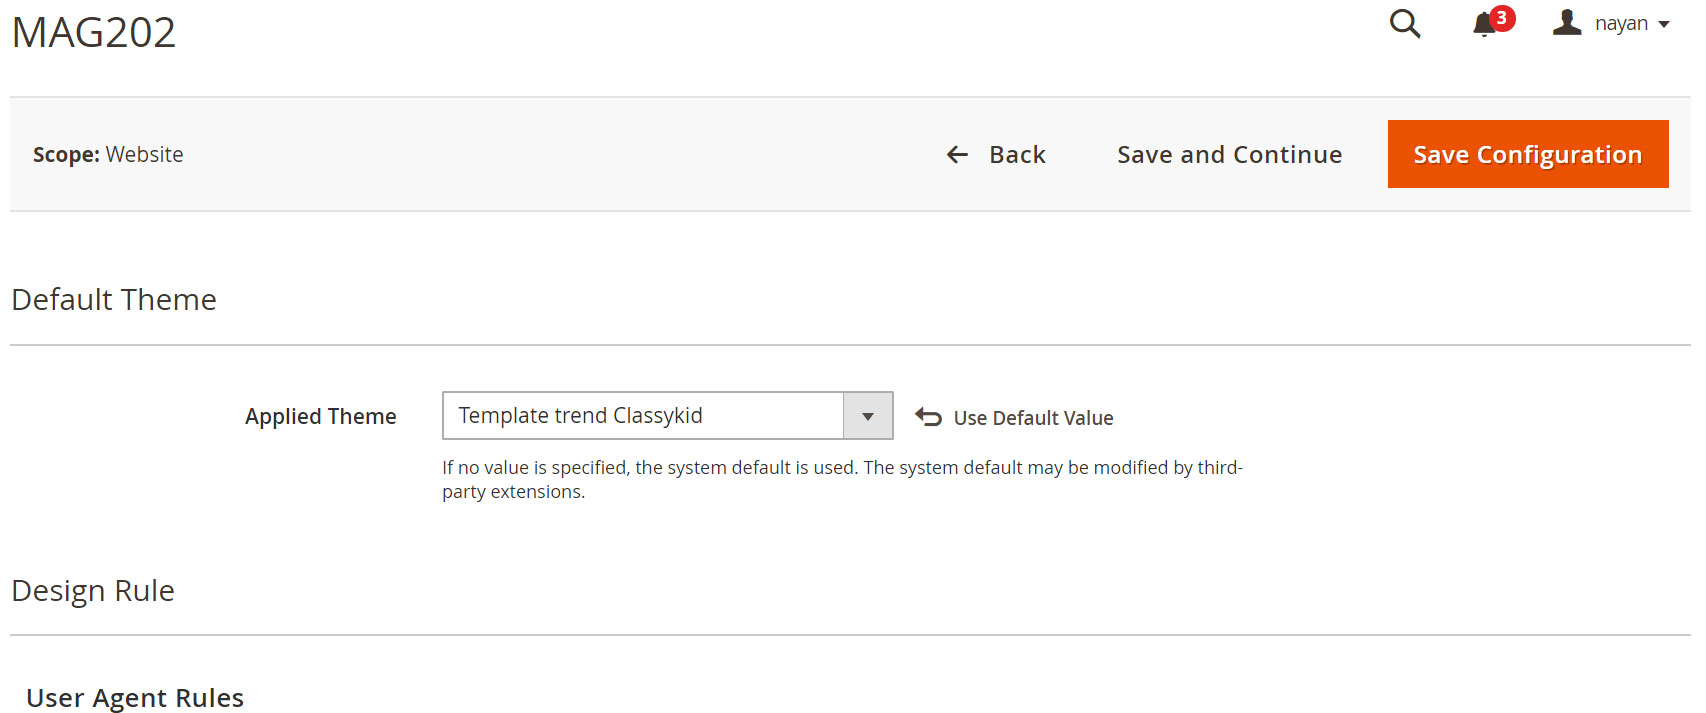 MAG202
3
nayan
Scope: Website
Back
Save and Continue
Save Configuration
Default Theme
Applied Theme
Template trend Classykid
Use Default Value
If no value is specified, the system default is used. The system default may be modified by third-
party extensions.
Design Rule
User Agent Rules